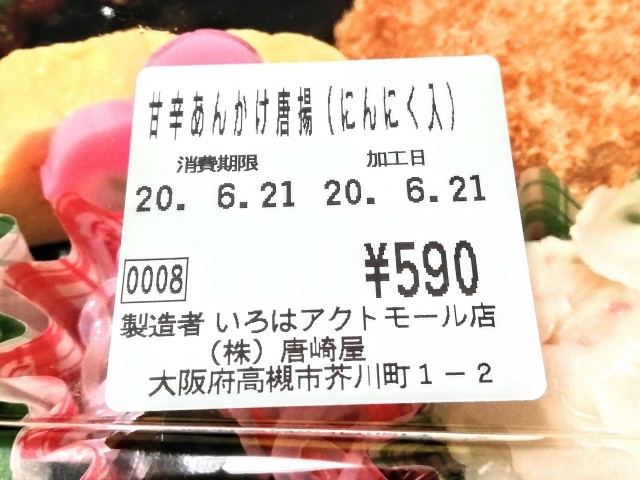 甘辛あんかけ唐揚(にんにく入)
消費期限 加工日
20. 6.21 20. 6.21
¥590
0008
製造者 いろはアクトモール店
(株)唐崎屋
大阪府高槻市芥川町1-2